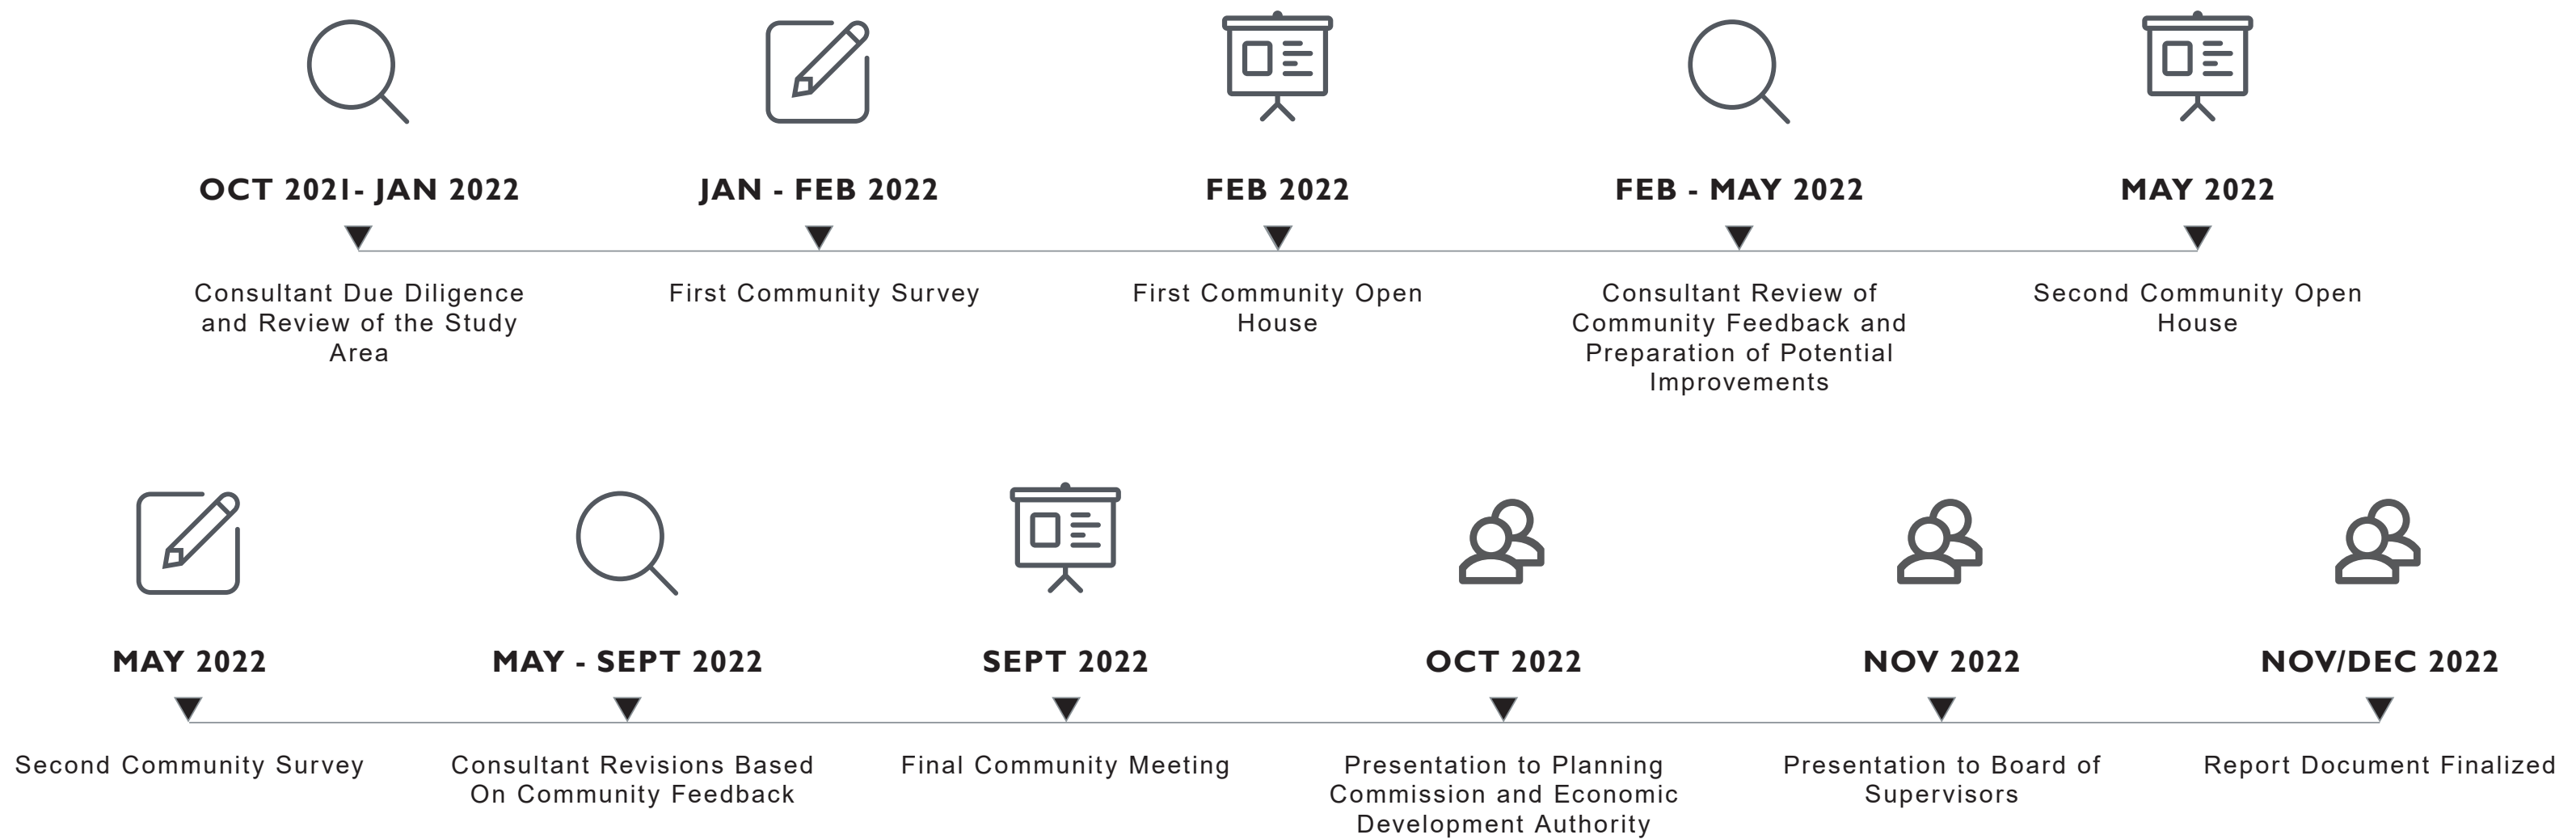 OCT 2021- JAN 2022
JAN - FEB 2022
FEB 2022
FEB - MAY 2022
MAY 2022
Consultant Due Diligence
and Review of the Study
Area
First Community Survey
First Community Open
House
Consultant Review of
Community Feedback and
Preparation of Potential
Improvements
Second Community Open
House
MAY 2022
MAY - SEPT 2022
SEPT 2022
OCT 2022
NOV 2022
NOV/DEC 2022
Second Community Survey
Consultant Revisions Based
On Community Feedback
Final Community Meeting
Presentation to Planning
Commission and Economic
Development Authority
Presentation to Board of
Supervisors
Report Document Finalized